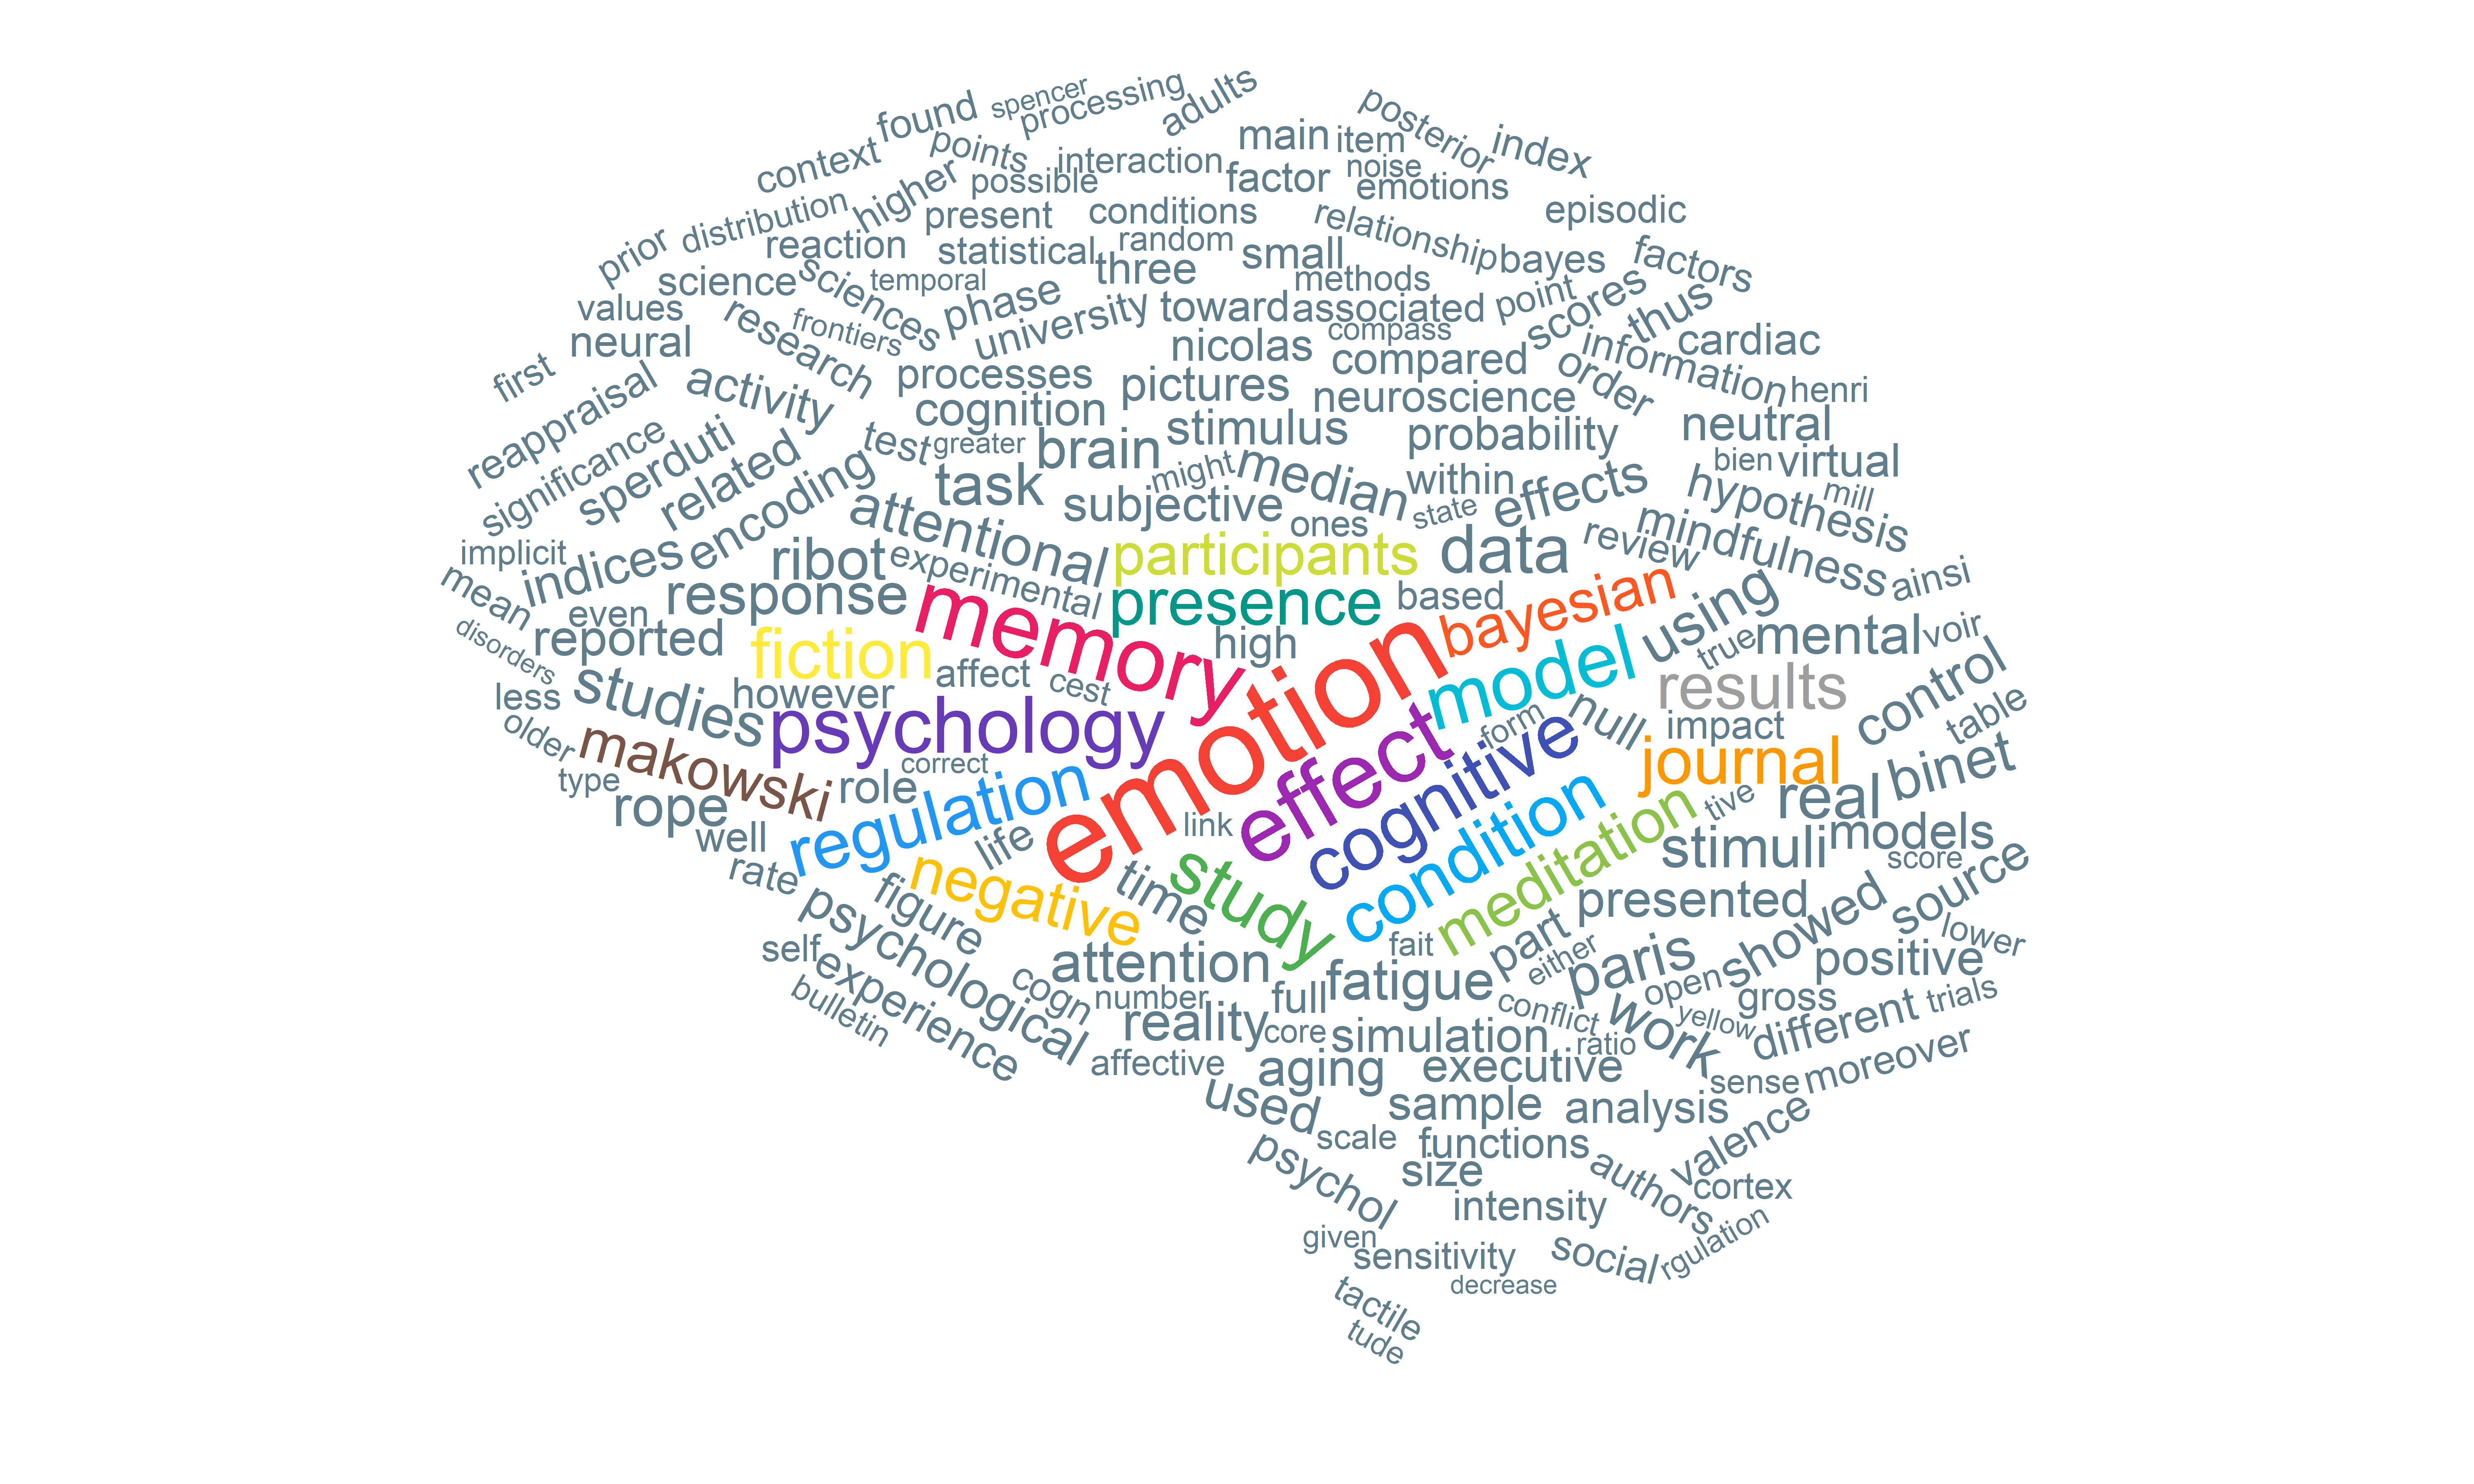 spencer
found
processing
adults
posterior
main
item
index
points
context
interaction
noise
higher
possible
factor
emotions
distribution
present
conditions
relationship
episodic
prior
reaction
statistical
random
small
bayes
factors
science
sciences
temporal
three
methods
values
phase
toward
associated
point
scores
thus
neural
research
frontiers
university
nicolas
compass
compared
information
cardiac
first
reappraisal
activity
processes
pictures
neuroscience
order
henri
cognition
significance
sperduti
related
test
greater
brain
stimulus
probability
neutral
encoding
task
might
median
within
effects
bien
virtual
attentional
subjective
ones
state
hypothesis
mill
implicit
indices
ribot
experimental
participants
data
review
mindfulness
ainsi
mean
even
response
memory
presence
based
bayesian
using
true
mental
voir
disorders
reported
fiction
high
emotion
model
results
control
less
studies
however
affect
cest
form
null
impact
table
older
makowski
psychology
correct
effect
cognitive
journal
binet
type
rope
role
regulation
link
condition
meditation
tive
real
well
life
stimuli
models
score
rate
negative
time
study
presented
source
figure
psychological
attention
fait
part
either
showed
lower
self
experience
cogn
number
full
fatigue
paris
open
positive
bulletin
reality
core
simulation
conflict
ratio
work
yellow
gross
trials
different
affective
aging
executive
sense
moreover
used
sample
analysis
scale
functions
valence
psychol
size
authors
cortex
intensity
given
sensitivity
social
rgulation
decrease
tactile
tude